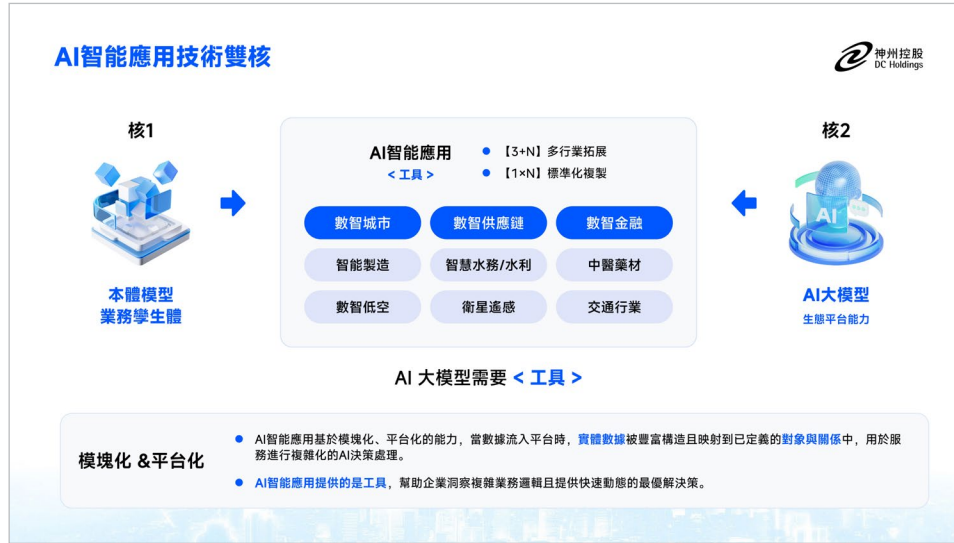 AI智能應用技術雙核
神州控股
DC Holdings
核1
本體模型
業務孿生體
AI智能應用
< 工具 >
● 【3+N】多行業拓展
● 【1×N】標準化複製
數智城市 數智供應鏈 數智金融
智能製造 智慧水務/水利 中醫藥材
數智低空 衛星遙感 交通行業
核2
AI
AI大模型
生態平台能力
AI 大模型需要 < 工具 >
模塊化 &平台化
● AI智能應用基於模塊化、平台化的能力，當數據流入平台時，實體數據被豐富構造且映射到已定義的對象與關係中，用於服
務進行複雜化的AI決策處理。
● AI智能應用提供的是工具，幫助企業洞察複雜業務邏輯且提供快速動態的最優解決策。